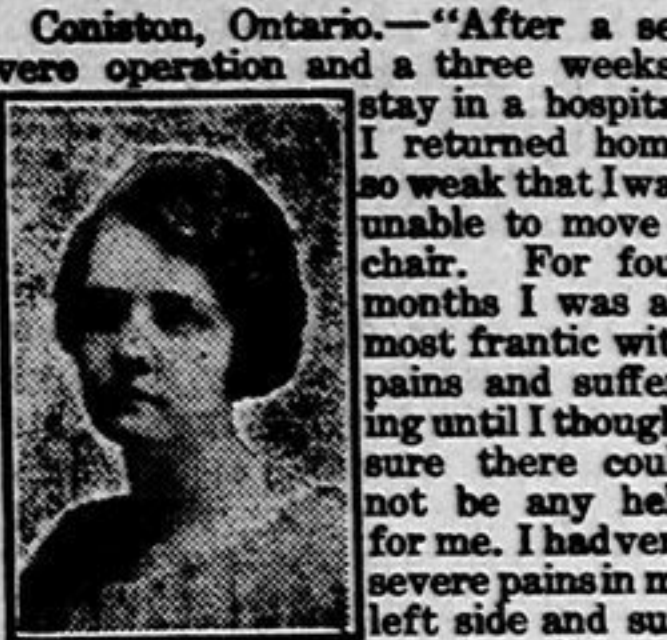 Coniston, Ontario.—"After a se
vere operation and a three weeks
stay in a hospita
I returned hom
so weak that I wa
unable to move
chair. For fou
months I was a
most frantic wit
pains and suffe
ing until I though
sure there cou
not be any he
for me. I had ver
severe pains in m
left side and su